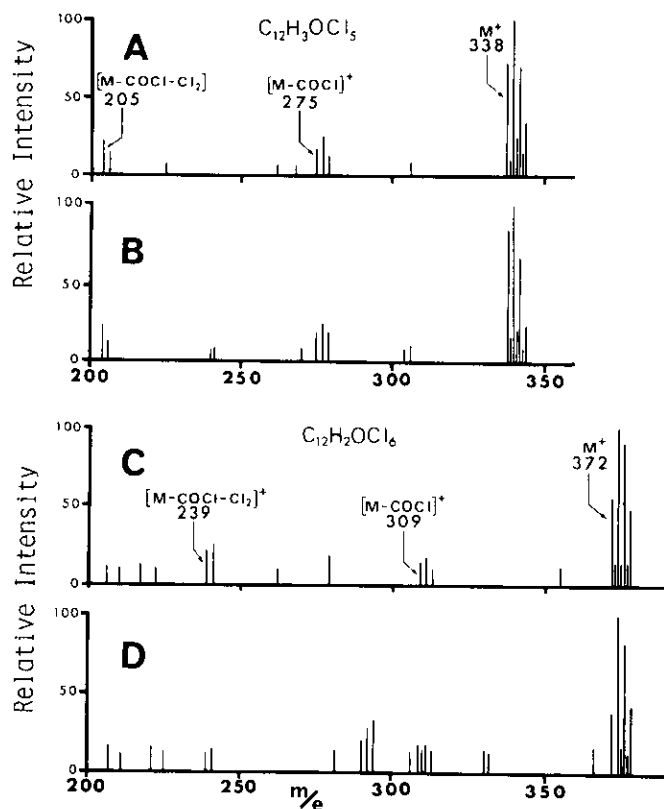 A
C₁₂H₃OCl₅
M⁺
338
[M-COCl-Cl₂]
205
[M-COCl]⁺
275
100
50
0
Relative Intensity
B
100
50
0
200
250
300
350
C
C₁₂H₂OCl₆
M⁺
372
[M-COCl-Cl₂]⁺
239
[M-COCl]⁺
309
100
50
0
Relative Intensity
D
100
50
0
200
250
300
350
m/e